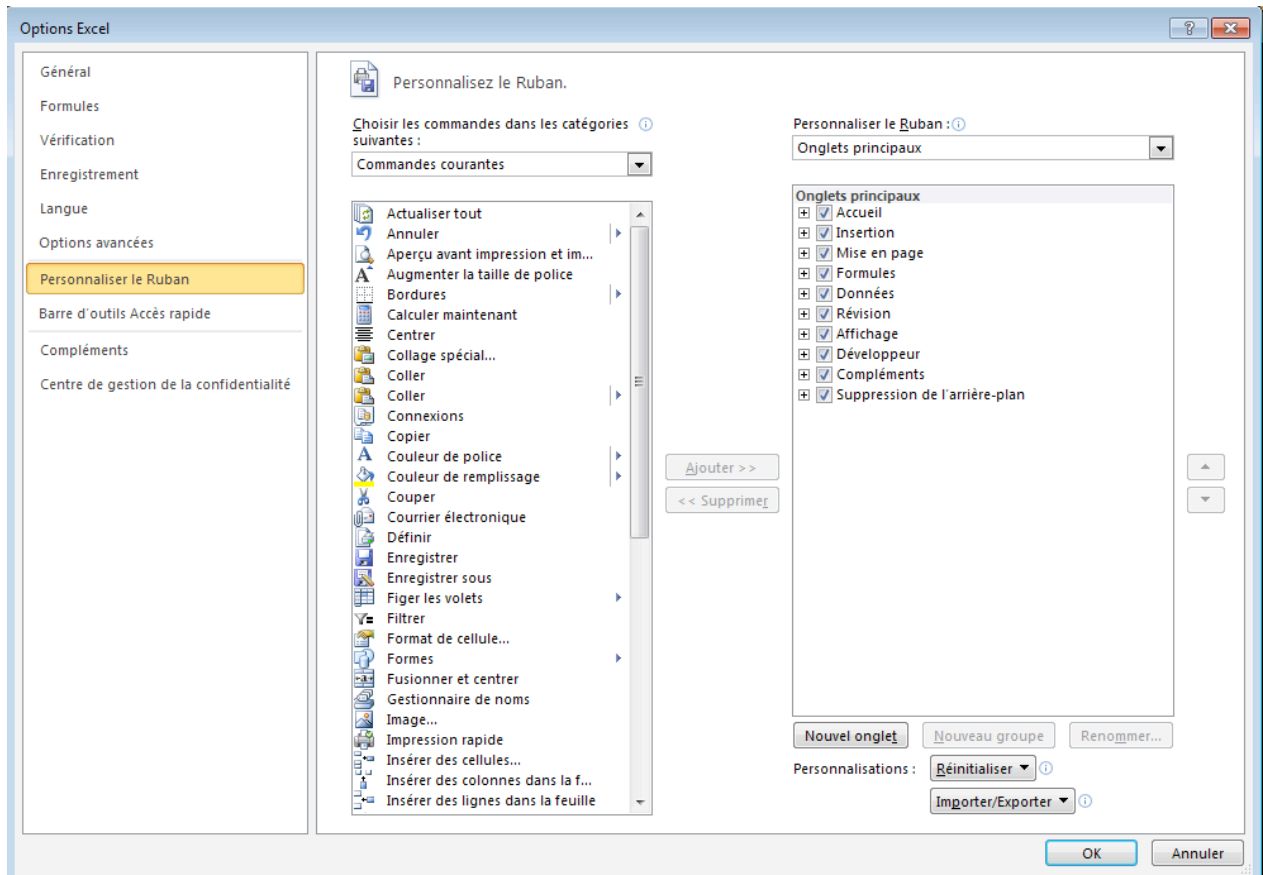 Options Excel
Général
Formules
Vérification
Enregistrement
Langue
Options avancées
Personnaliser le Ruban
Barre d'outils Accès rapide
Compléments
Centre de gestion de la confidentialité
Personnalisez le Ruban.
Choisir les commandes dans les catégories
suivantes :
Commandes courantes
Actualiser tout
Annuler
Aperçu avant impression et im...
Augmenter la taille de police
Bordures
Calculer maintenant
Centrer
Collage spécial...
Coller
Coller
Connexions
Copier
Couleur de police
Couleur de remplissage
Couper
Courrier électronique
Définir
Enregistrer
Enregistrer sous
Figer les volets
Filtrer
Format de cellule...
Formes
Fusionner et centrer
Gestionnaire de noms
Image...
Impression rapide
Insérer des cellules...
Insérer des colonnes dans la f...
Insérer des lignes dans la feuille
Ajouter >>
<< Supprimer
Personnaliser le Ruban :
Onglets principaux
Onglets principaux
Accueil
Insertion
Mise en page
Formules
Données
Révision
Affichage
Développeur
Compléments
Suppression de l'arrière-plan
Nouvel onglet Nouveau groupe Renommer...
Personnalisations : Réinitialiser
Importer/Exporter
OK Annuler